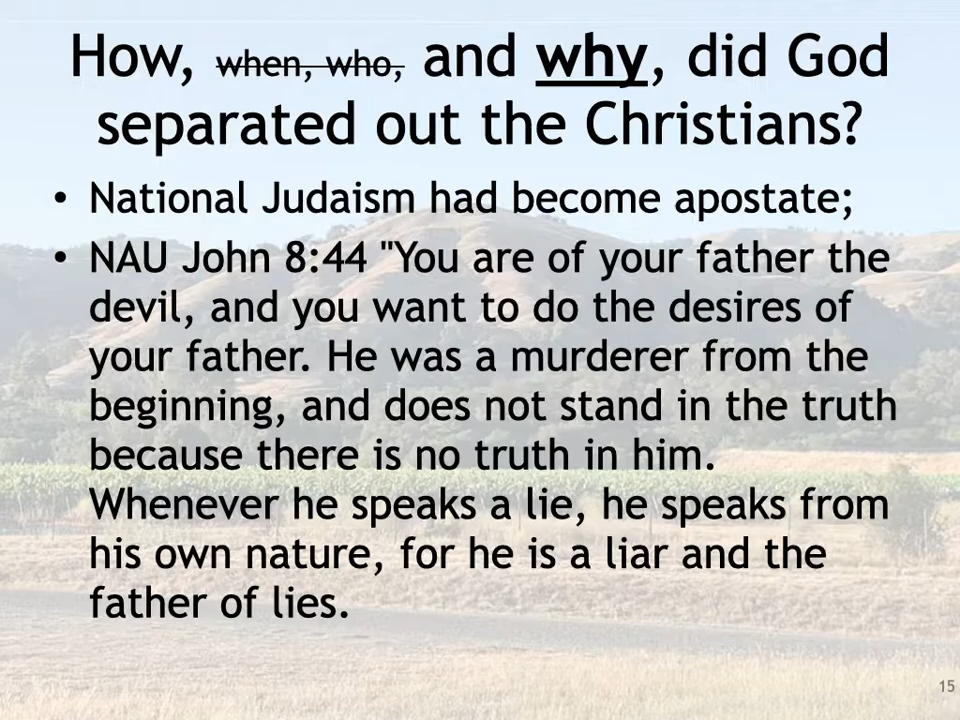 How, when, who, and why, did God
separated out the Christians?
• National Judaism had become apostate;
• NAU John 8:44 "You are of your father the
devil, and you want to do the desires of
your father. He was a murderer from the
beginning, and does not stand in the truth
because there is no truth in him.
Whenever he speaks a lie, he speaks from
his own nature, for he is a liar and the
father of lies.
15